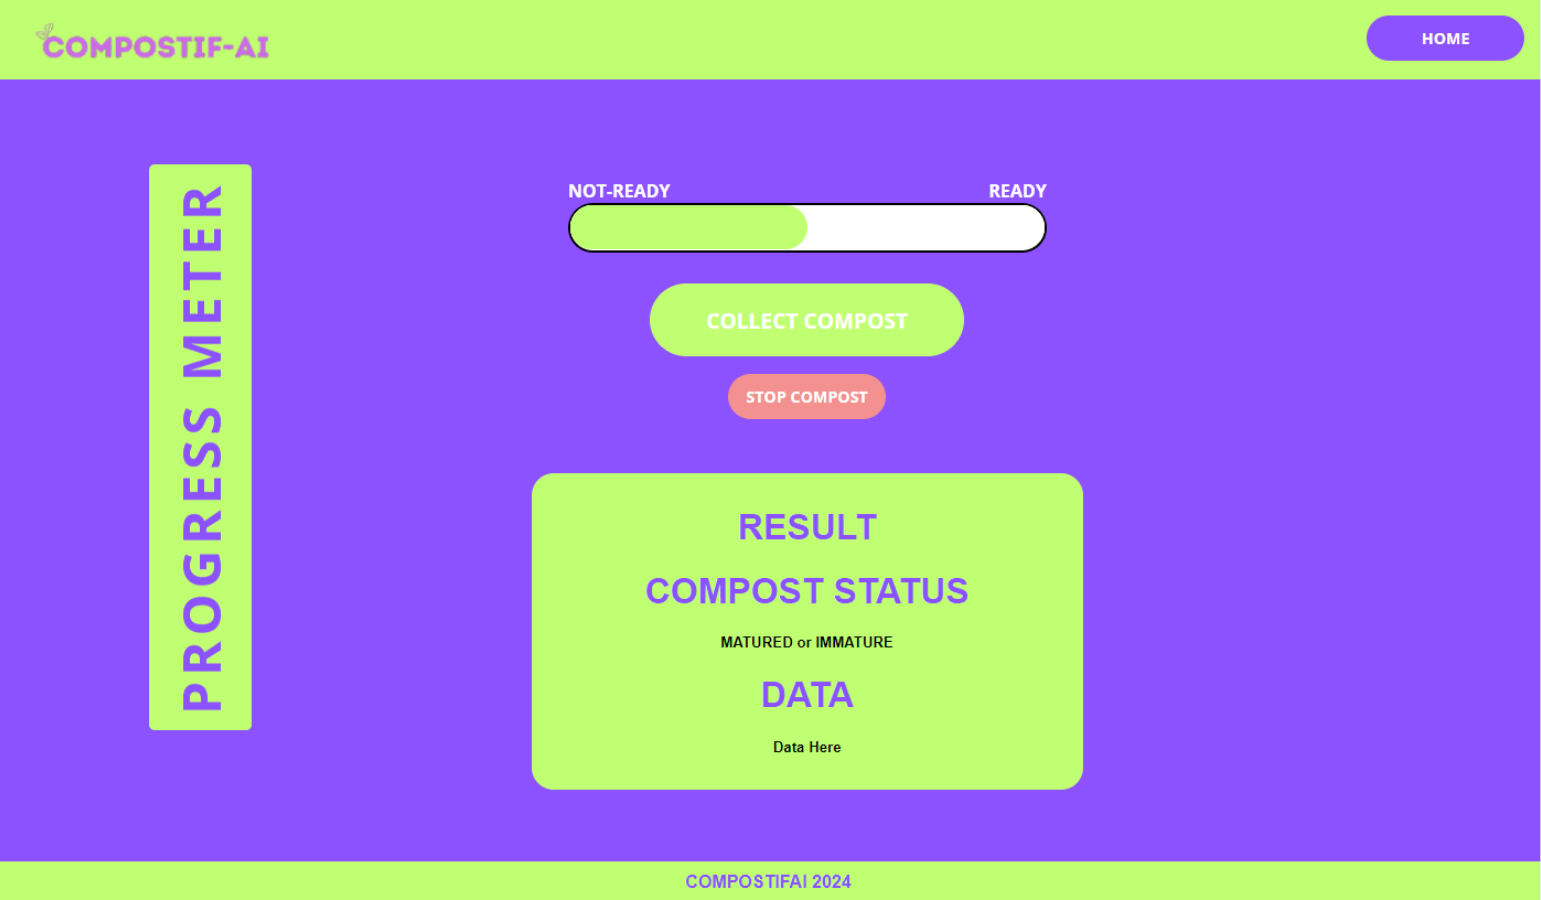 COMPOSTIF-AI
HOME
PROGRESS METER
NOT-READY
READY
COLLECT COMPOST
STOP COMPOST
RESULT
COMPOST STATUS
MATURED or IMMATURE
DATA
Data Here
COMPOSTIFAI 2024